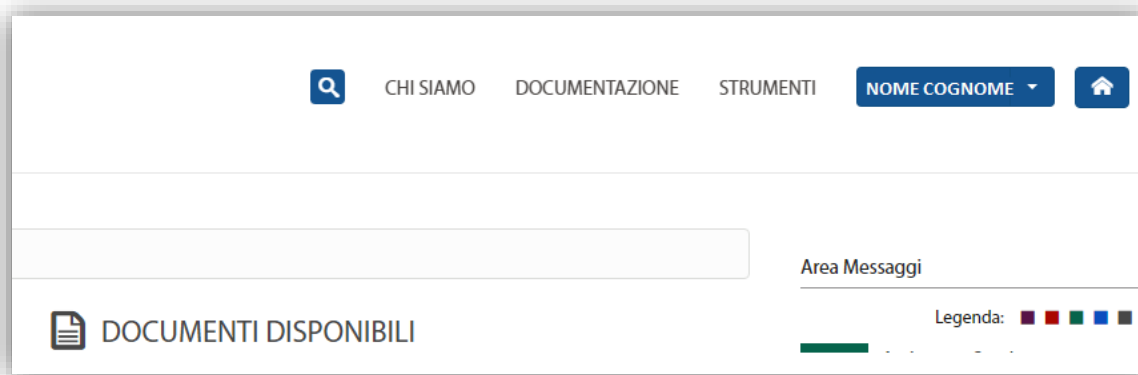 CHI SIAMO DOCUMENTAZIONE STRUMENTI NOME COGNOME
Area Messaggi
Legenda:
DOCUMENTI DISPONIBILI